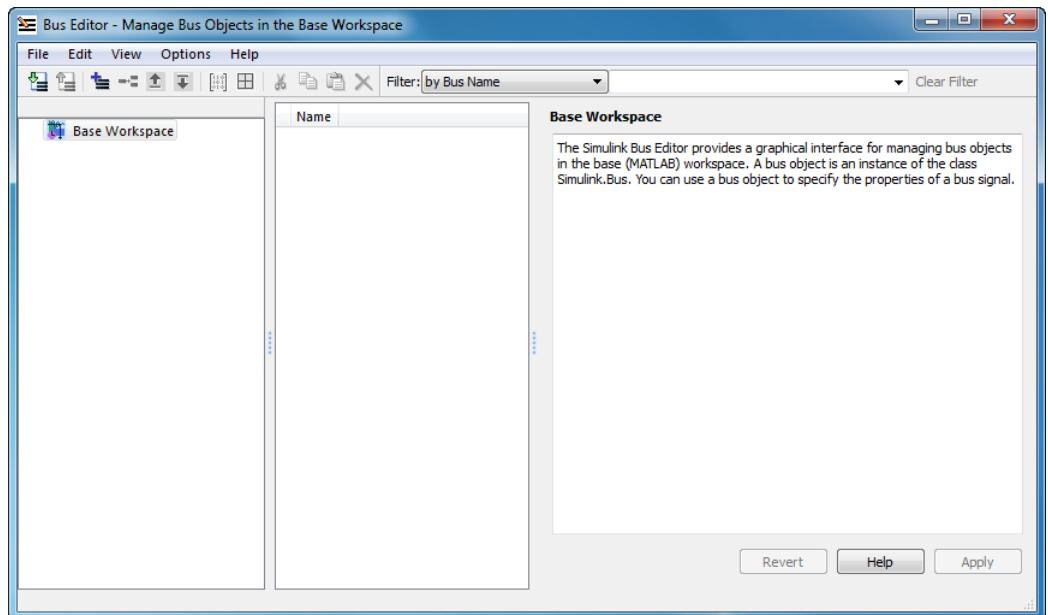 Bus Editor - Manage Bus Objects in the Base Workspace
File Edit View Options Help
Filter: by Bus Name Clear Filter
Base Workspace
Name
Base Workspace
The Simulink Bus Editor provides a graphical interface for managing bus objects
in the base (MATLAB) workspace. A bus object is an instance of the class
Simulink.Bus. You can use a bus object to specify the properties of a bus signal.
Revert Help Apply